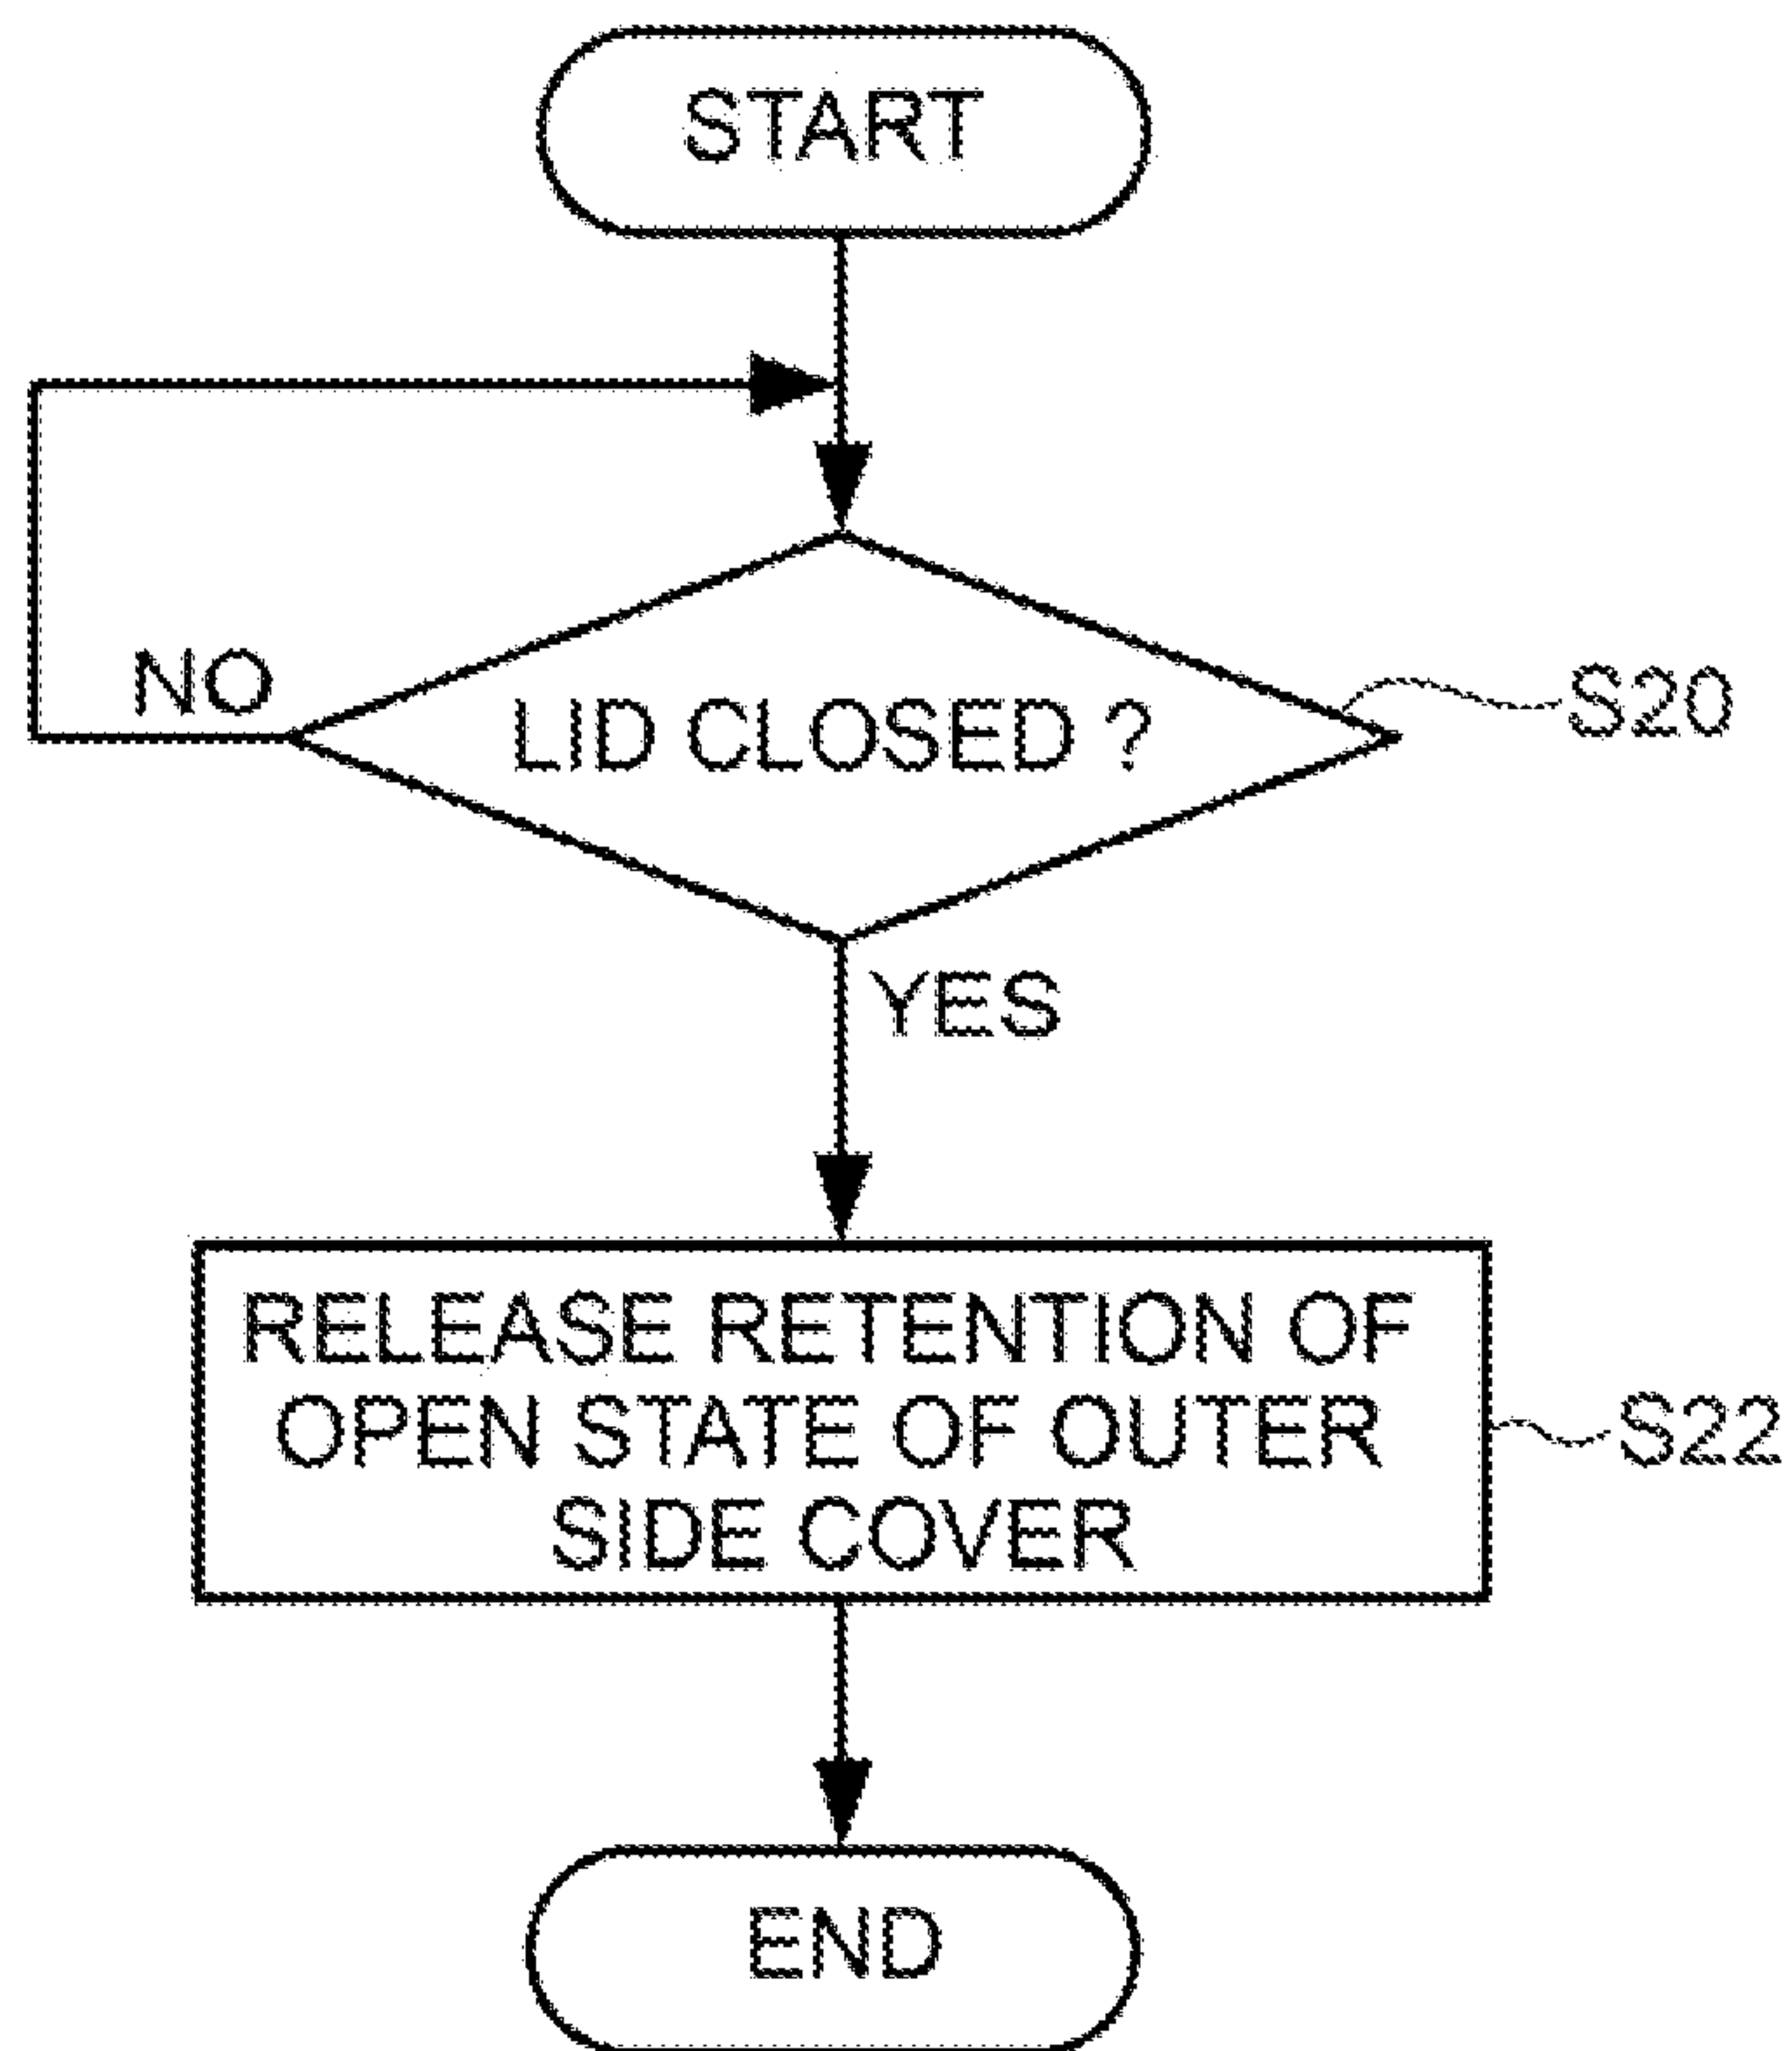 START
NO
LID CLOSED ?
S20
YES
RELEASE RETENTION OF
OPEN STATE OF OUTER
SIDE COVER
S22
END